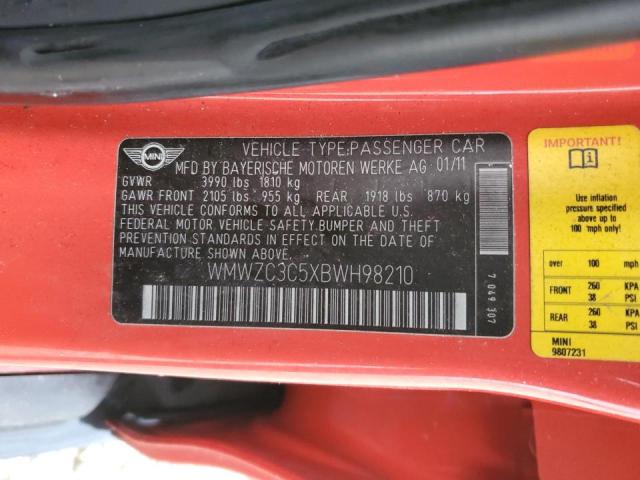 MINI
VEHICLE TYPE:PASSENGER CAR
MFD BY BAYERISCHE MOTOREN WERKE AG 01/11
GVWR 3990 lbs 1810 kg
GAWR FRONT 2105 lbs 955 kg REAR 1918 lbs 870 kg
THIS VEHICLE CONFORMS TO ALL APPLICABLE U.S.
FEDERAL MOTOR VEHICLE SAFETY,BUMPER AND THEFT
PREVENTION STANDARDS IN EFFECT ON THE DATE OF
MANUFACTURE SHOWN ABOVE.
WMWZC3C5XBWH98210
7 049 307
IMPORTANT!
Use inflation
pressure specified
above up to
100 mph only!
over 100 mph
FRONT 260 KPA
38 PSI
REAR 260 KPA
38 PSI
MINI
9807231